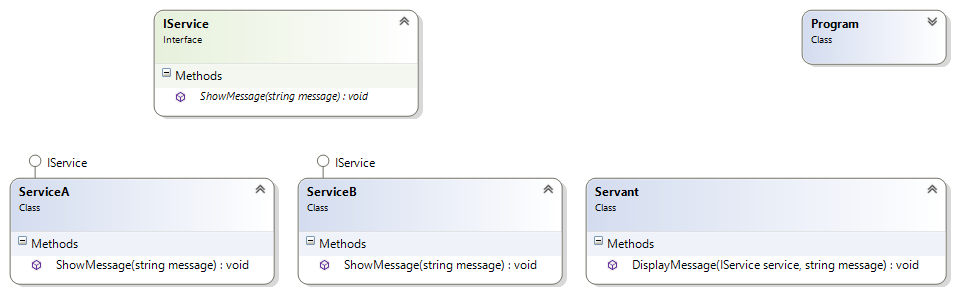 IService
Interface
Methods
ShowMessage(string message) : void
Program
Class
IService
ServiceA
Class
Methods
ShowMessage(string message) : void
IService
ServiceB
Class
Methods
ShowMessage(string message) : void
Servant
Class
Methods
DisplayMessage(IService service, string message) : void